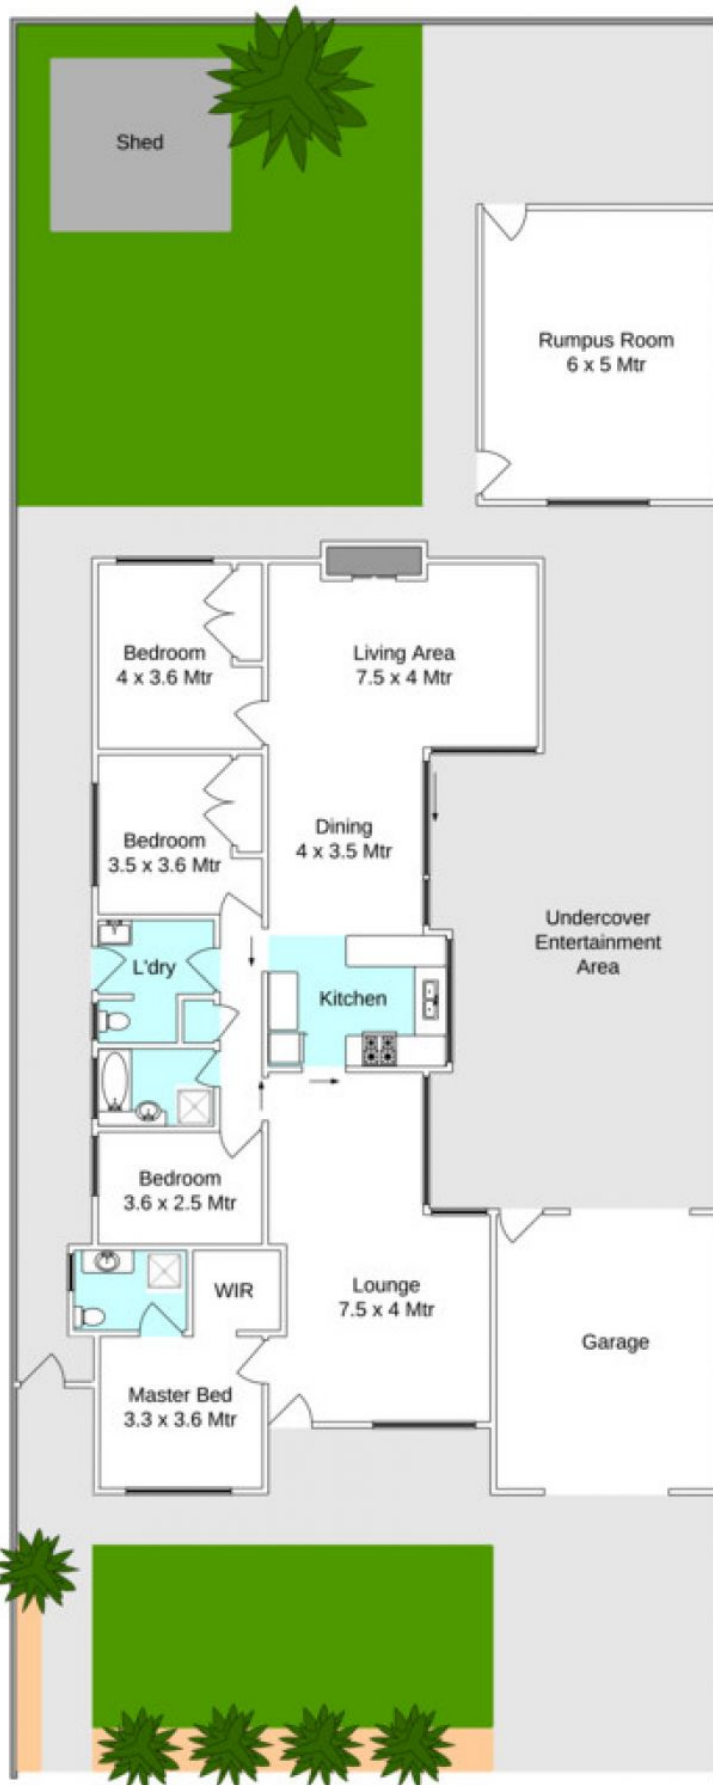 Shed
Rumpus Room
6 x 5 Mtr
Bedroom
4 x 3.6 Mtr
Living Area
7.5 x 4 Mtr
Bedroom
3.5 x 3.6 Mtr
Dining
4 x 3.5 Mtr
Undercover
Entertainment
Area
L'dry
Kitchen
Bedroom
3.6 x 2.5 Mtr
WIR
Lounge
7.5 x 4 Mtr
Garage
Master Bed
3.3 x 3.6 Mtr